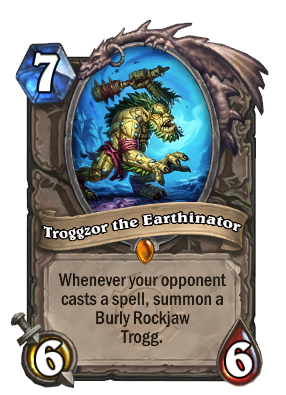 7
Troggzor the Earthinator
Whenever your opponent
casts a spell, summon a
Burly Rockjaw
Trogg.
6
6